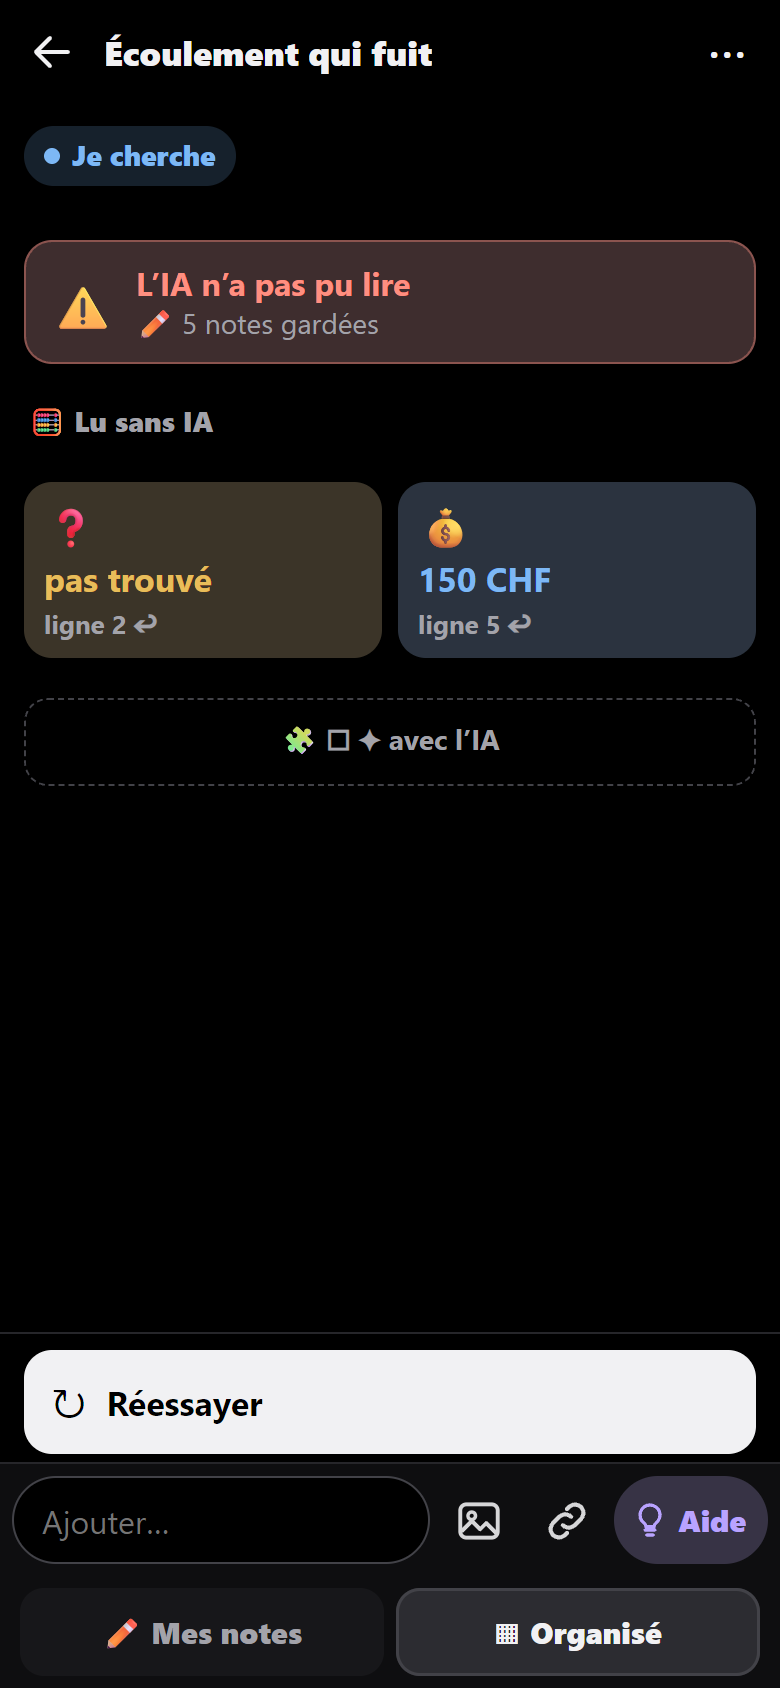 Écoulement qui fuit
Je cherche
L’IA n’a pas pu lire
5 notes gardées
Lu sans IA
pas trouvé
ligne 2 ↩
150 CHF
ligne 5 ↩
☐ ✦ avec l’IA
↻ Réessayer
Ajouter…
Aide
Mes notes
▦ Organisé